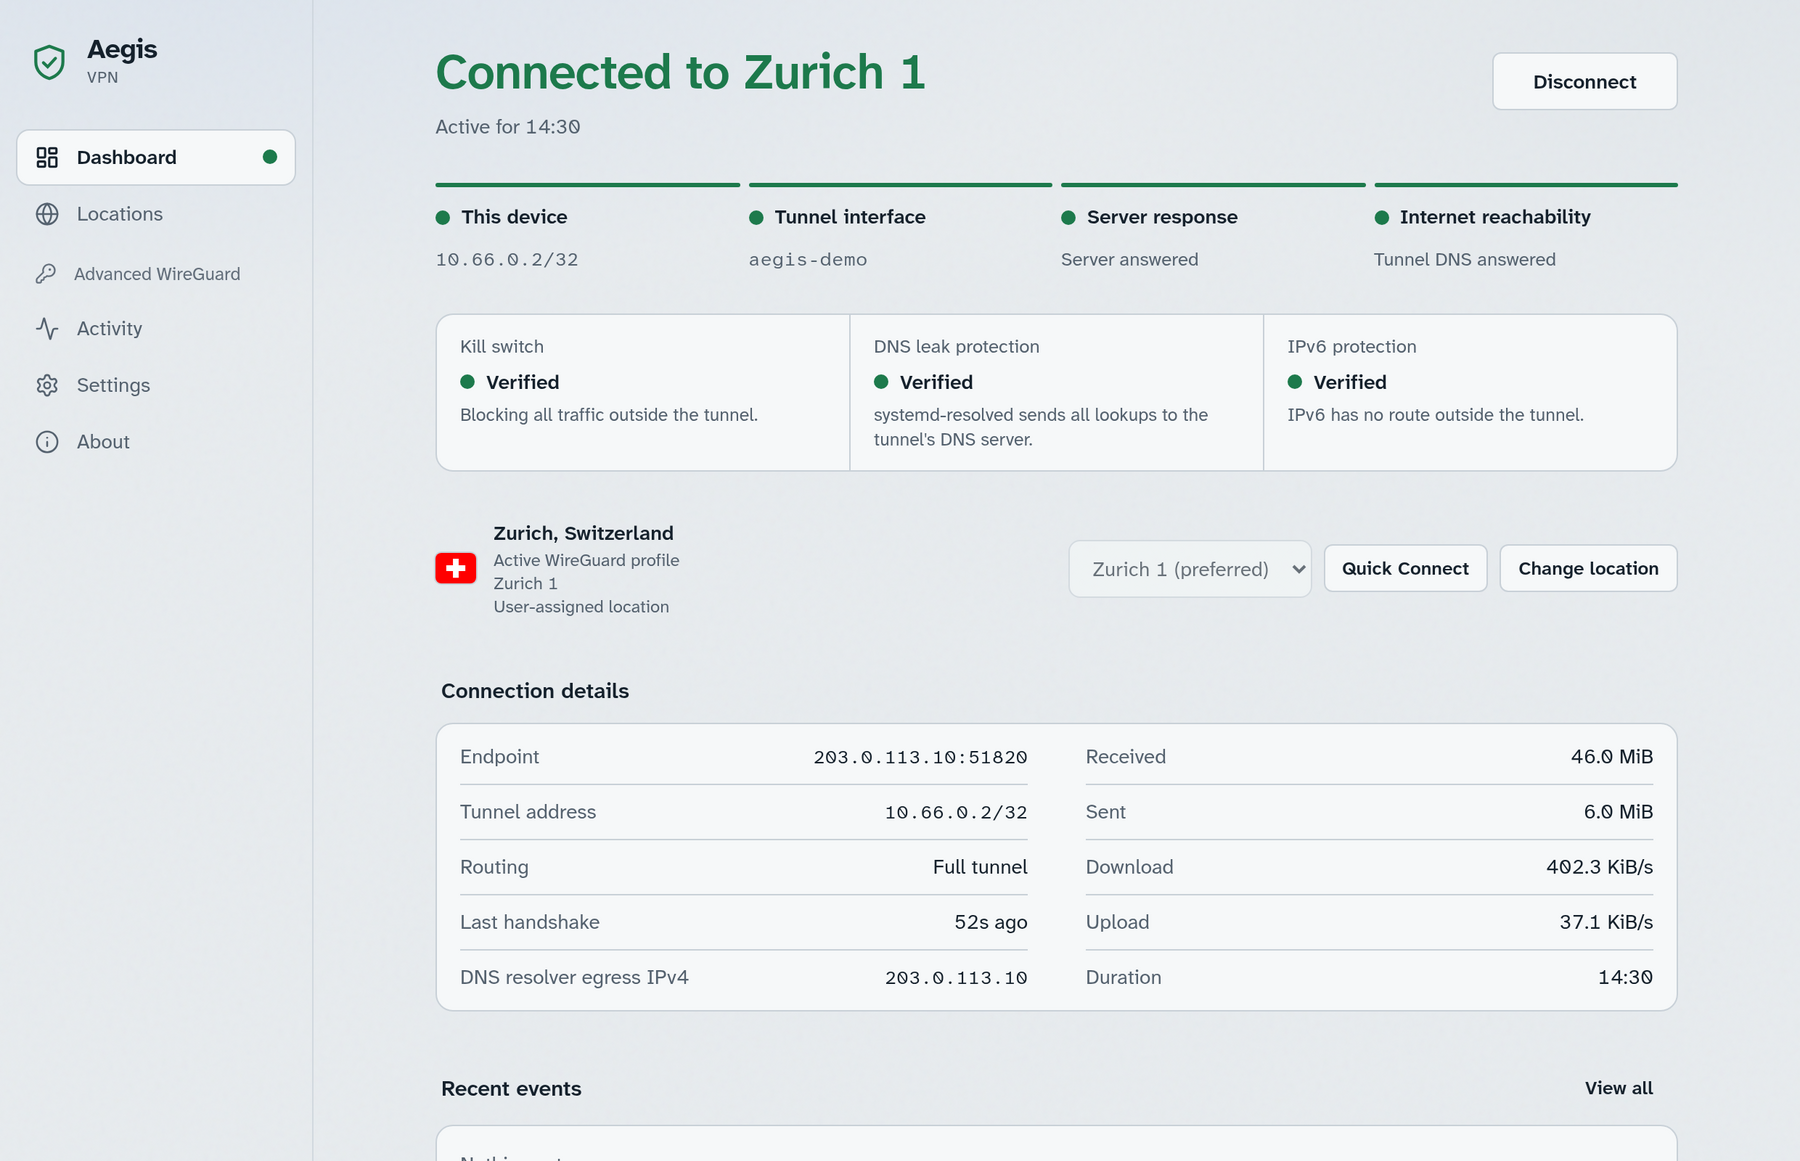 Aegis
VPN
Dashboard
Locations
Advanced WireGuard
Activity
Settings
About
Connected to Zurich 1
Active for 14:30
Disconnect
This device
10.66.0.2/32
Tunnel interface
aegis-demo
Server response
Server answered
Internet reachability
Tunnel DNS answered
Kill switch
Verified
Blocking all traffic outside the tunnel.
DNS leak protection
Verified
systemd-resolved sends all lookups to the
tunnel's DNS server.
IPv6 protection
Verified
IPv6 has no route outside the tunnel.
Zurich, Switzerland
Active WireGuard profile
Zurich 1
User-assigned location
Zurich 1 (preferred)
Quick Connect
Change location
Connection details
Endpoint 203.0.113.10:51820
Tunnel address 10.66.0.2/32
Routing Full tunnel
Last handshake 52s ago
DNS resolver egress IPv4 203.0.113.10
Received 46.0 MiB
Sent 6.0 MiB
Download 402.3 KiB/s
Upload 37.1 KiB/s
Duration 14:30
Recent events
View all